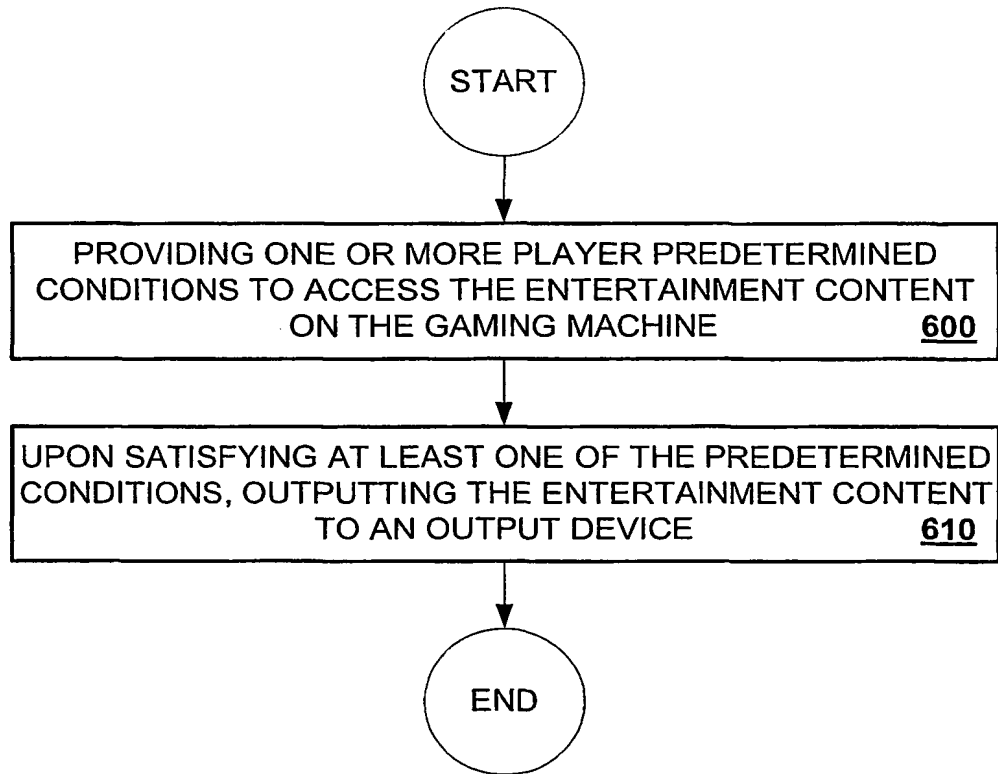 START
PROVIDING ONE OR MORE PLAYER PREDETERMINED
CONDITIONS TO ACCESS THE ENTERTAINMENT CONTENT
ON THE GAMING MACHINE 600
UPON SATISFYING AT LEAST ONE OF THE PREDETERMINED
CONDITIONS, OUTPUTTING THE ENTERTAINMENT CONTENT
TO AN OUTPUT DEVICE 610
END